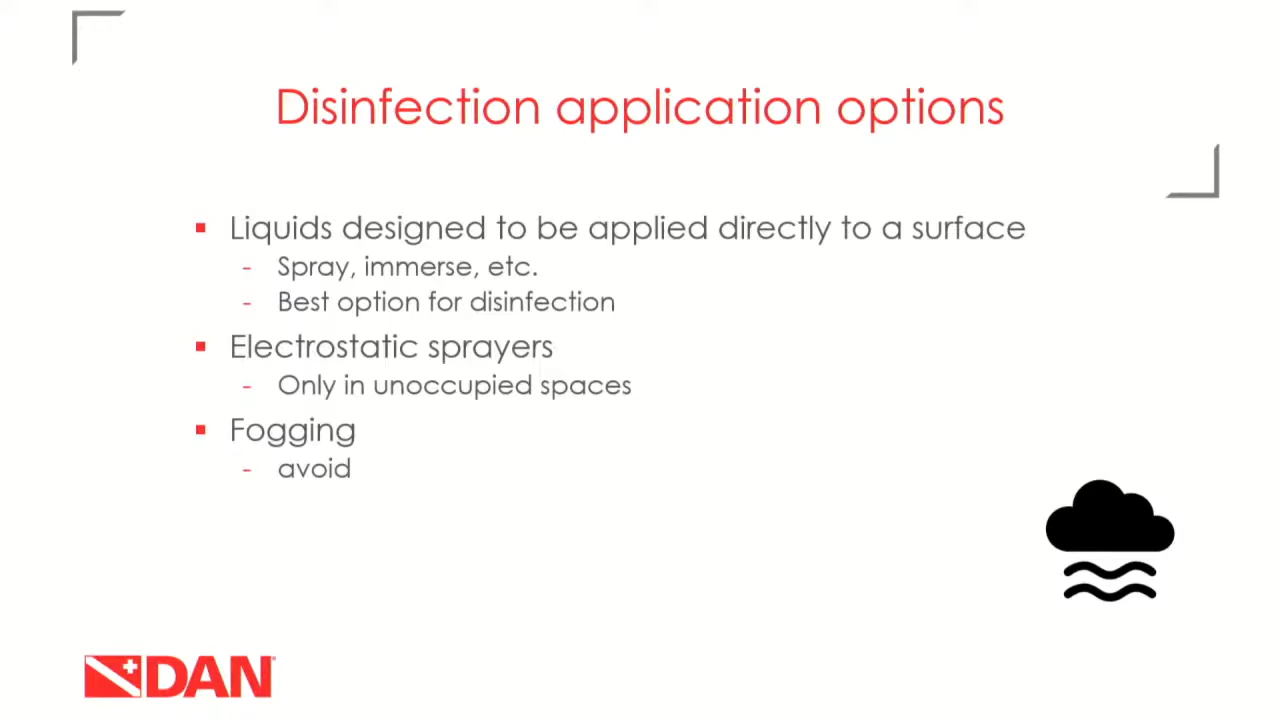 Disinfection application options
▪ Liquids designed to be applied directly to a surface
- Spray, immerse, etc.
- Best option for disinfection
▪ Electrostatic sprayers
- Only in unoccupied spaces
▪ Fogging
- avoid
DAN